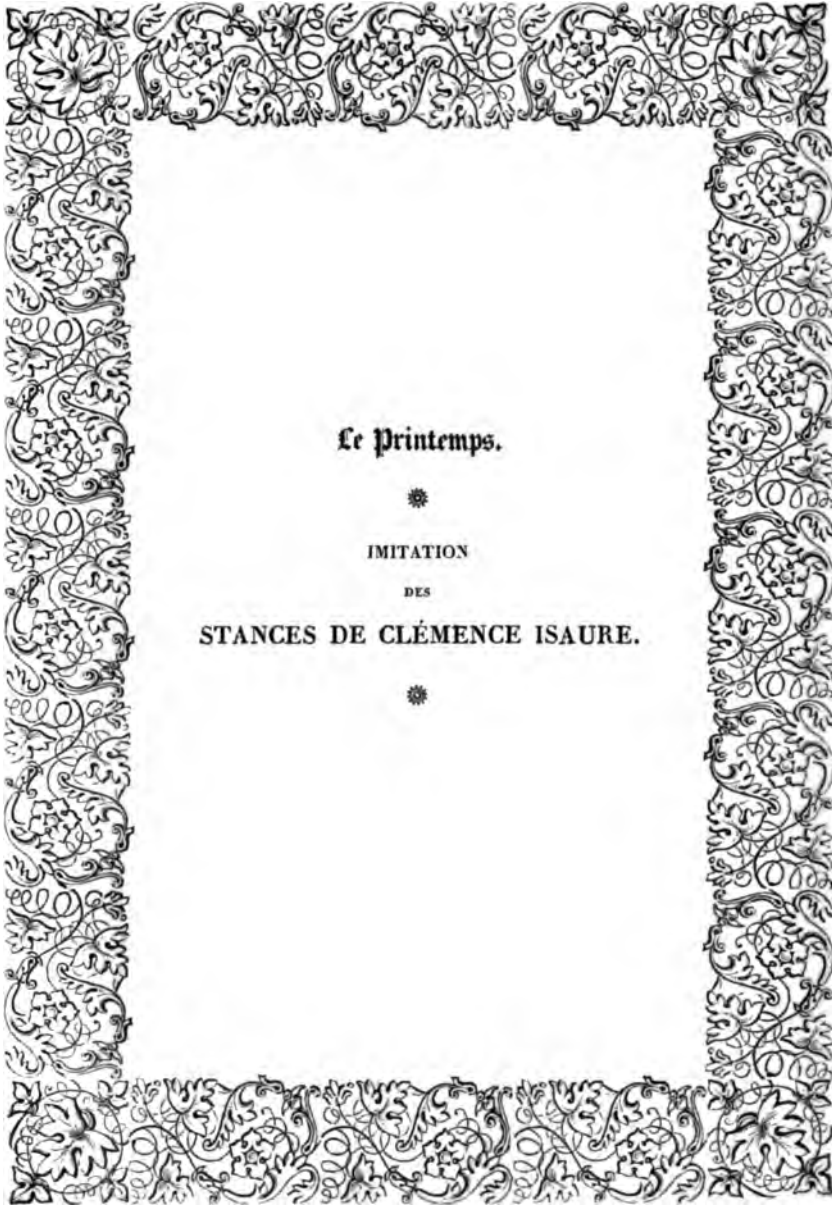 Le Printemps.
IMITATION
DES
STANCES DE CLÉMENCE ISAURE.